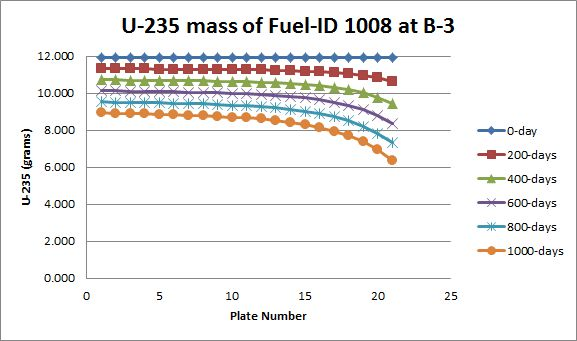 U-235 mass of Fuel-ID 1008 at B-3
12.000
10.000
8.000
6.000
4.000
2.000
0.000
U-235 (grams)
0 5 10 15 20 25
Plate Number
0-day
200-days
400-days
600-days
800-days
1000-days